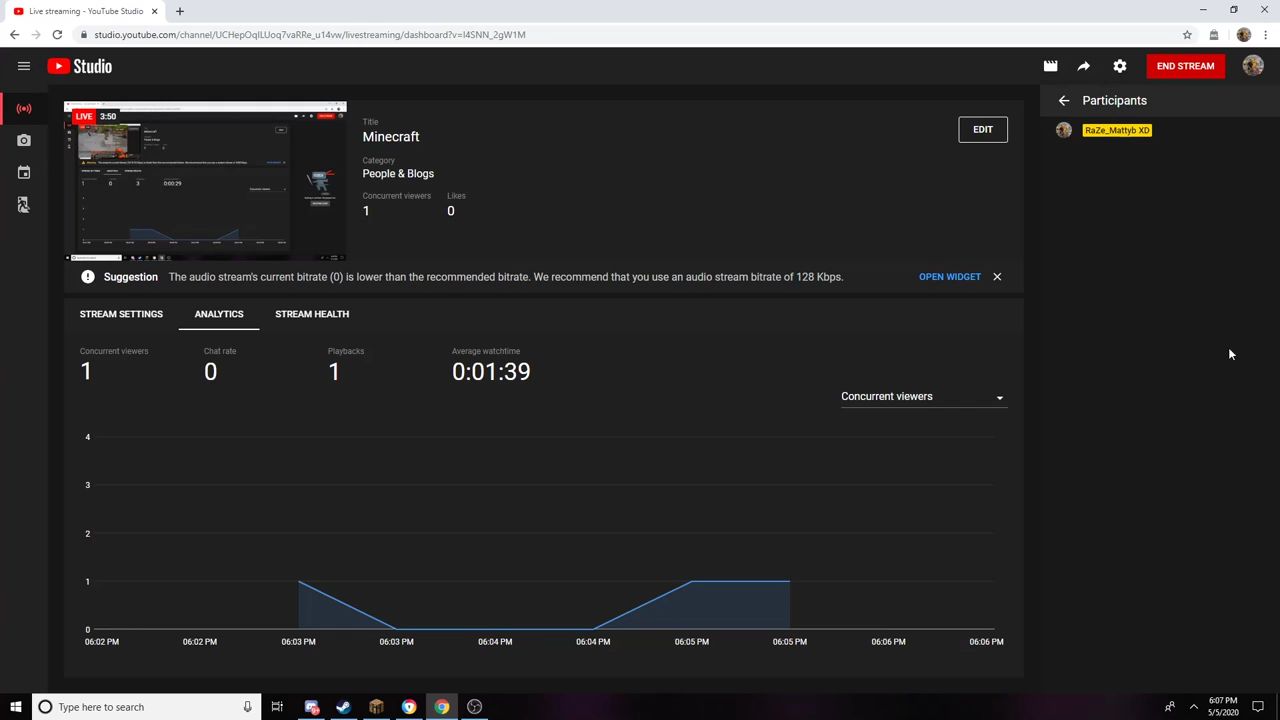 Live streaming - YouTube Studio
studio.youtube.com/channel/UCHepOqILUoq7vaRRe_u14vw/livestreaming/dashboard?v=I4SNN_2gW1M
Studio
END STREAM
LIVE 3:50
Title
Minecraft
EDIT
Category
People & Blogs
Concurrent viewers Likes
1 0
Participants
RaZe_Mattyb XD
Suggestion The audio stream's current bitrate (0) is lower than the recommended bitrate. We recommend that you use an audio stream bitrate of 128 Kbps. OPEN WIDGET
STREAM SETTINGS ANALYTICS STREAM HEALTH
Concurrent viewers Chat rate Playbacks Average watchtime
1 0 1 0:01:39
Concurrent viewers
4
3
2
1
0
06:02 PM 06:02 PM 06:03 PM 06:03 PM 06:04 PM 06:04 PM 06:05 PM 06:05 PM 06:06 PM 06:06 PM
Type here to search
6:07 PM
5/5/2020